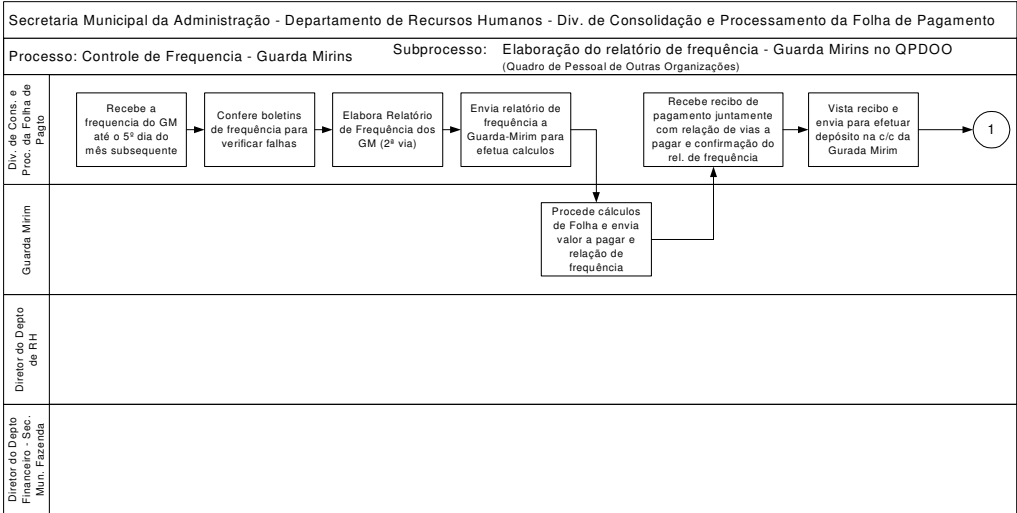 Secretaria Municipal da Administração - Departamento de Recursos Humanos - Div. de Consolidação e Processamento da Folha de Pagamento
Processo: Controle de Frequencia - Guarda Mirins
Subprocesso: Elaboração do relatório de frequência - Guarda Mirins no QPDOO
(Quadro de Pessoal de Outras Organizações)
Div. de Cons. e
Proc. da Folha de
Pagto
Recebe a
frequencia do GM
até o 5º dia do
mês subsequente
Confere boletins
de frequência para
verificar falhas
Elabora Relatório
de Frequência dos
GM (2ª via)
Envia relatório de
frequência a
Guarda-Mirim para
efetua calculos
Recebe recibo de
pagamento juntamente
com relação de vias a
pagar e confirmação do
rel. de frequência
Vista recibo e
envia para efetuar
depósito na c/c da
Gurada Mirim
1
Guarda Mirim
Procede cálculos
de Folha e envia
valor a pagar e
relação de
frequência
Diretor do Depto
de RH
Diretor do Depto
Financeiro - Sec.
Mun. Fazenda